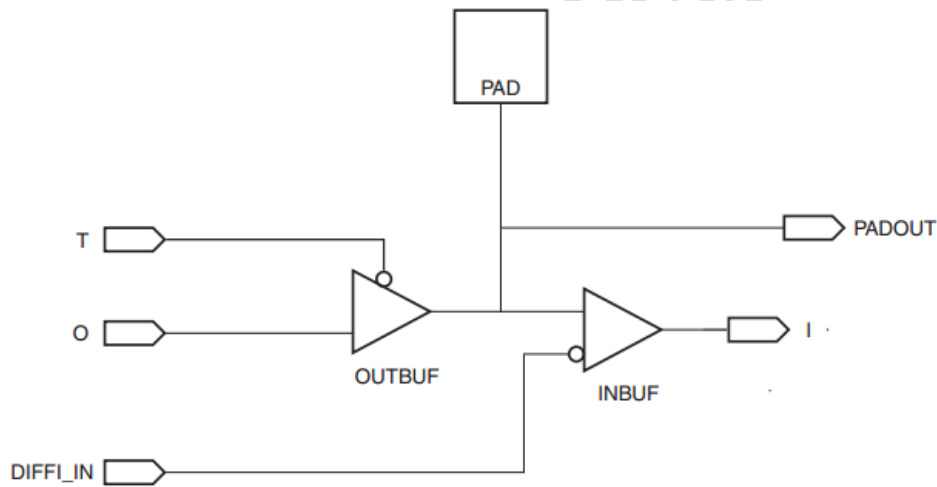 PAD
T
PADOUT
O
I
OUTBUF
INBUF
DIFFI_IN